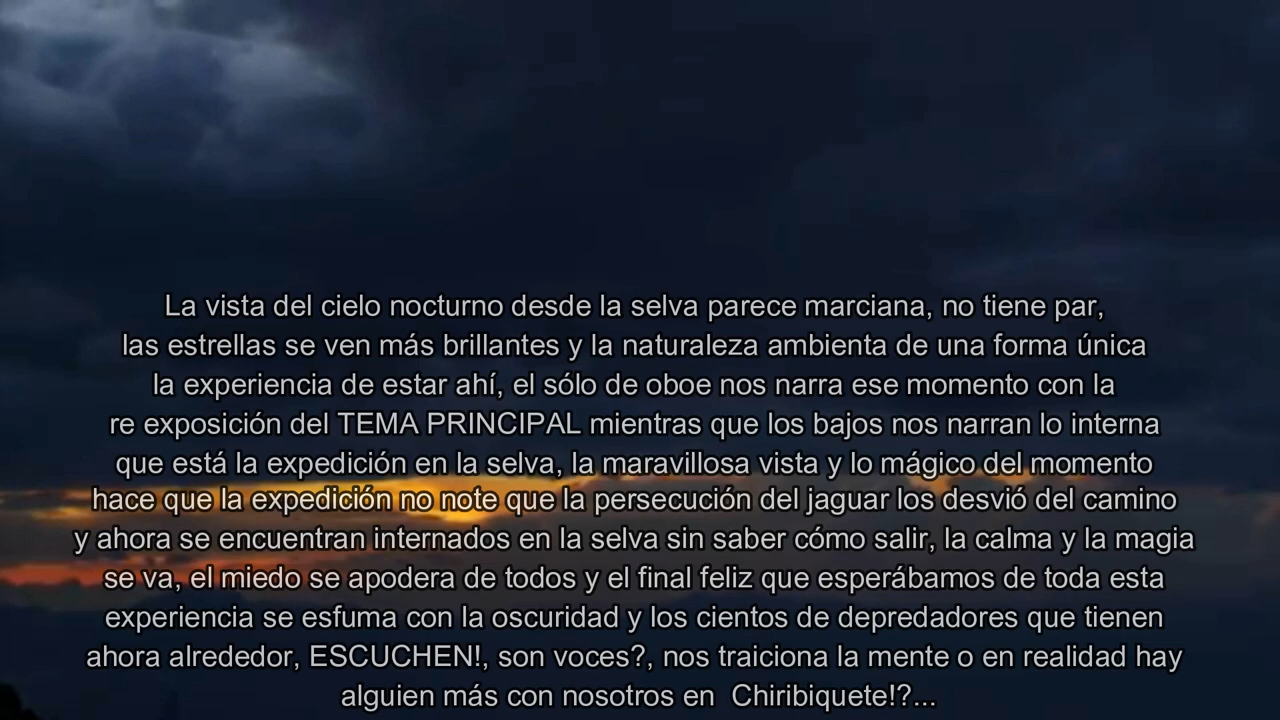 La vista del cielo nocturno desde la selva parece marciana, no tiene par,
las estrellas se ven más brillantes y la naturaleza ambienta de una forma única
la experiencia de estar ahí, el sólo de oboe nos narra ese momento con la
re exposición del TEMA PRINCIPAL mientras que los bajos nos narran lo interna
que está la expedición en la selva, la maravillosa vista y lo mágico del momento
hace que la expedición no note que la persecución del jaguar los desvió del camino
y ahora se encuentran internados en la selva sin saber cómo salir, la calma y la magia
se va, el miedo se apodera de todos y el final feliz que esperábamos de toda esta
experiencia se esfuma con la oscuridad y los cientos de depredadores que tienen
ahora alrededor, ESCUCHEN!, son voces?, nos traiciona la mente o en realidad hay
alguien más con nosotros en  Chiribiquete!?...